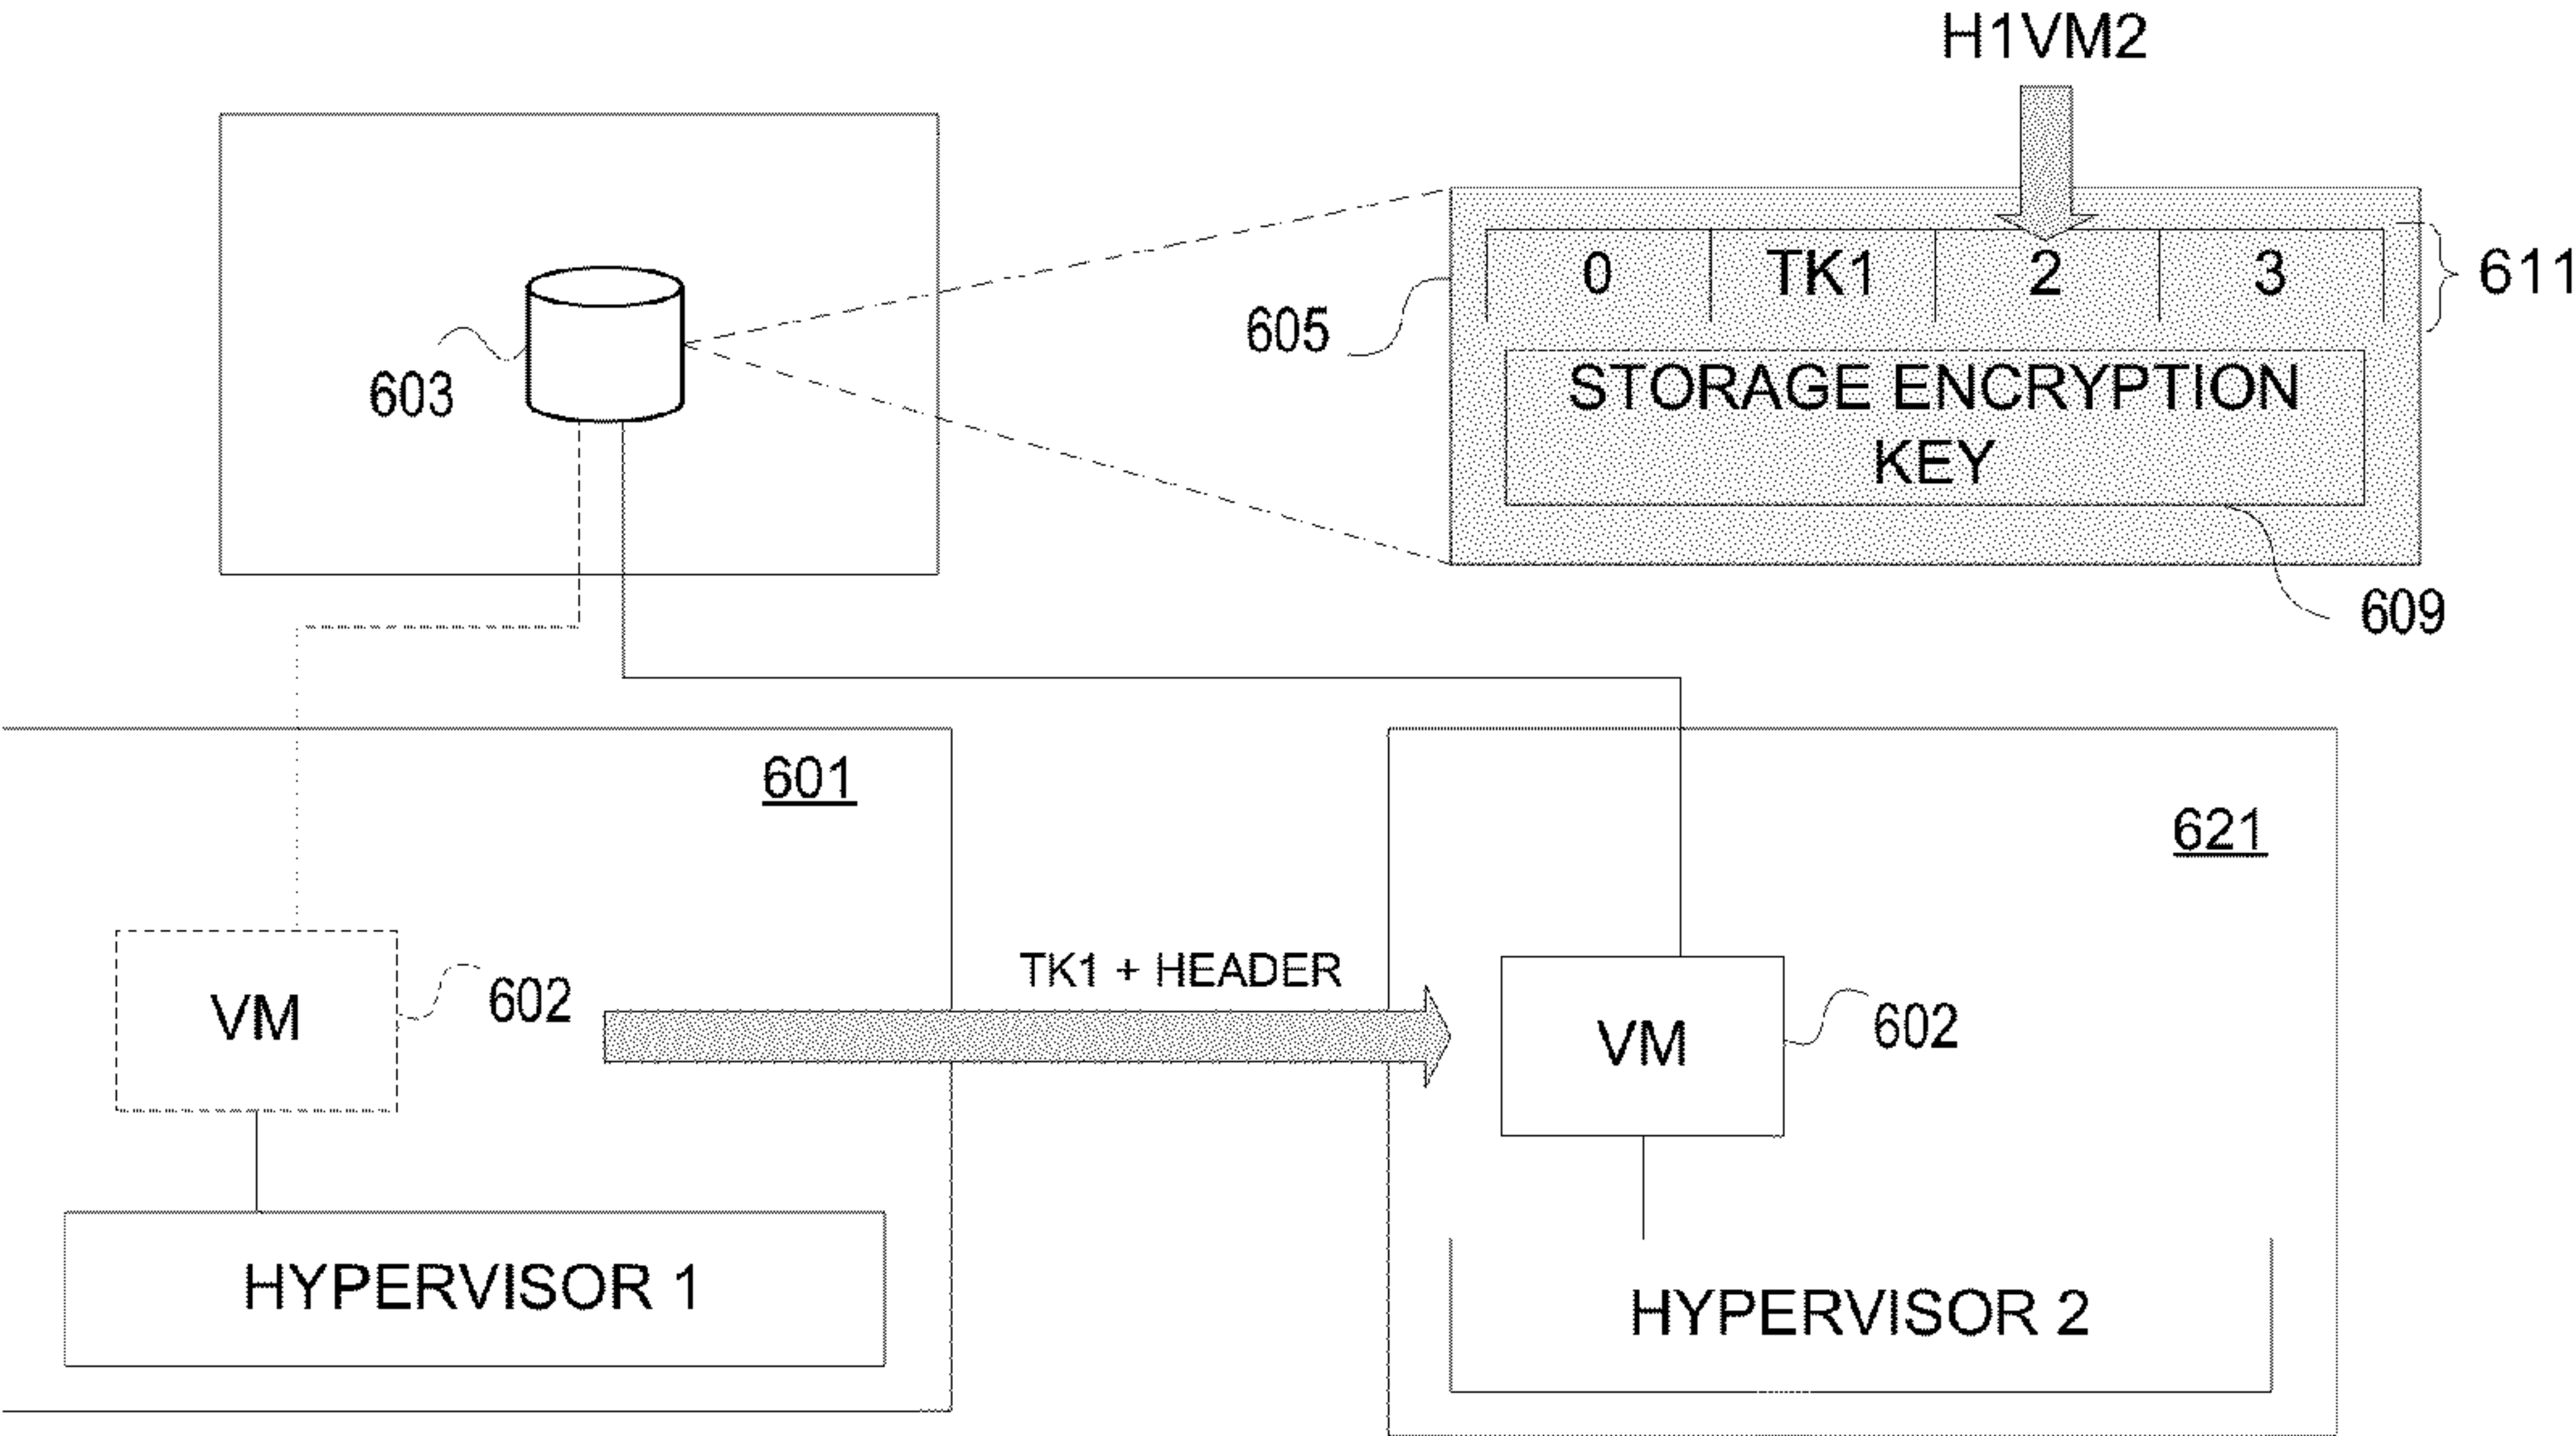 H1VM2
0 TK1 2 3
611
605
603
STORAGE ENCRYPTION
KEY
609
601
621
TK1 + HEADER
VM
602
VM
602
HYPERVISOR 1
HYPERVISOR 2